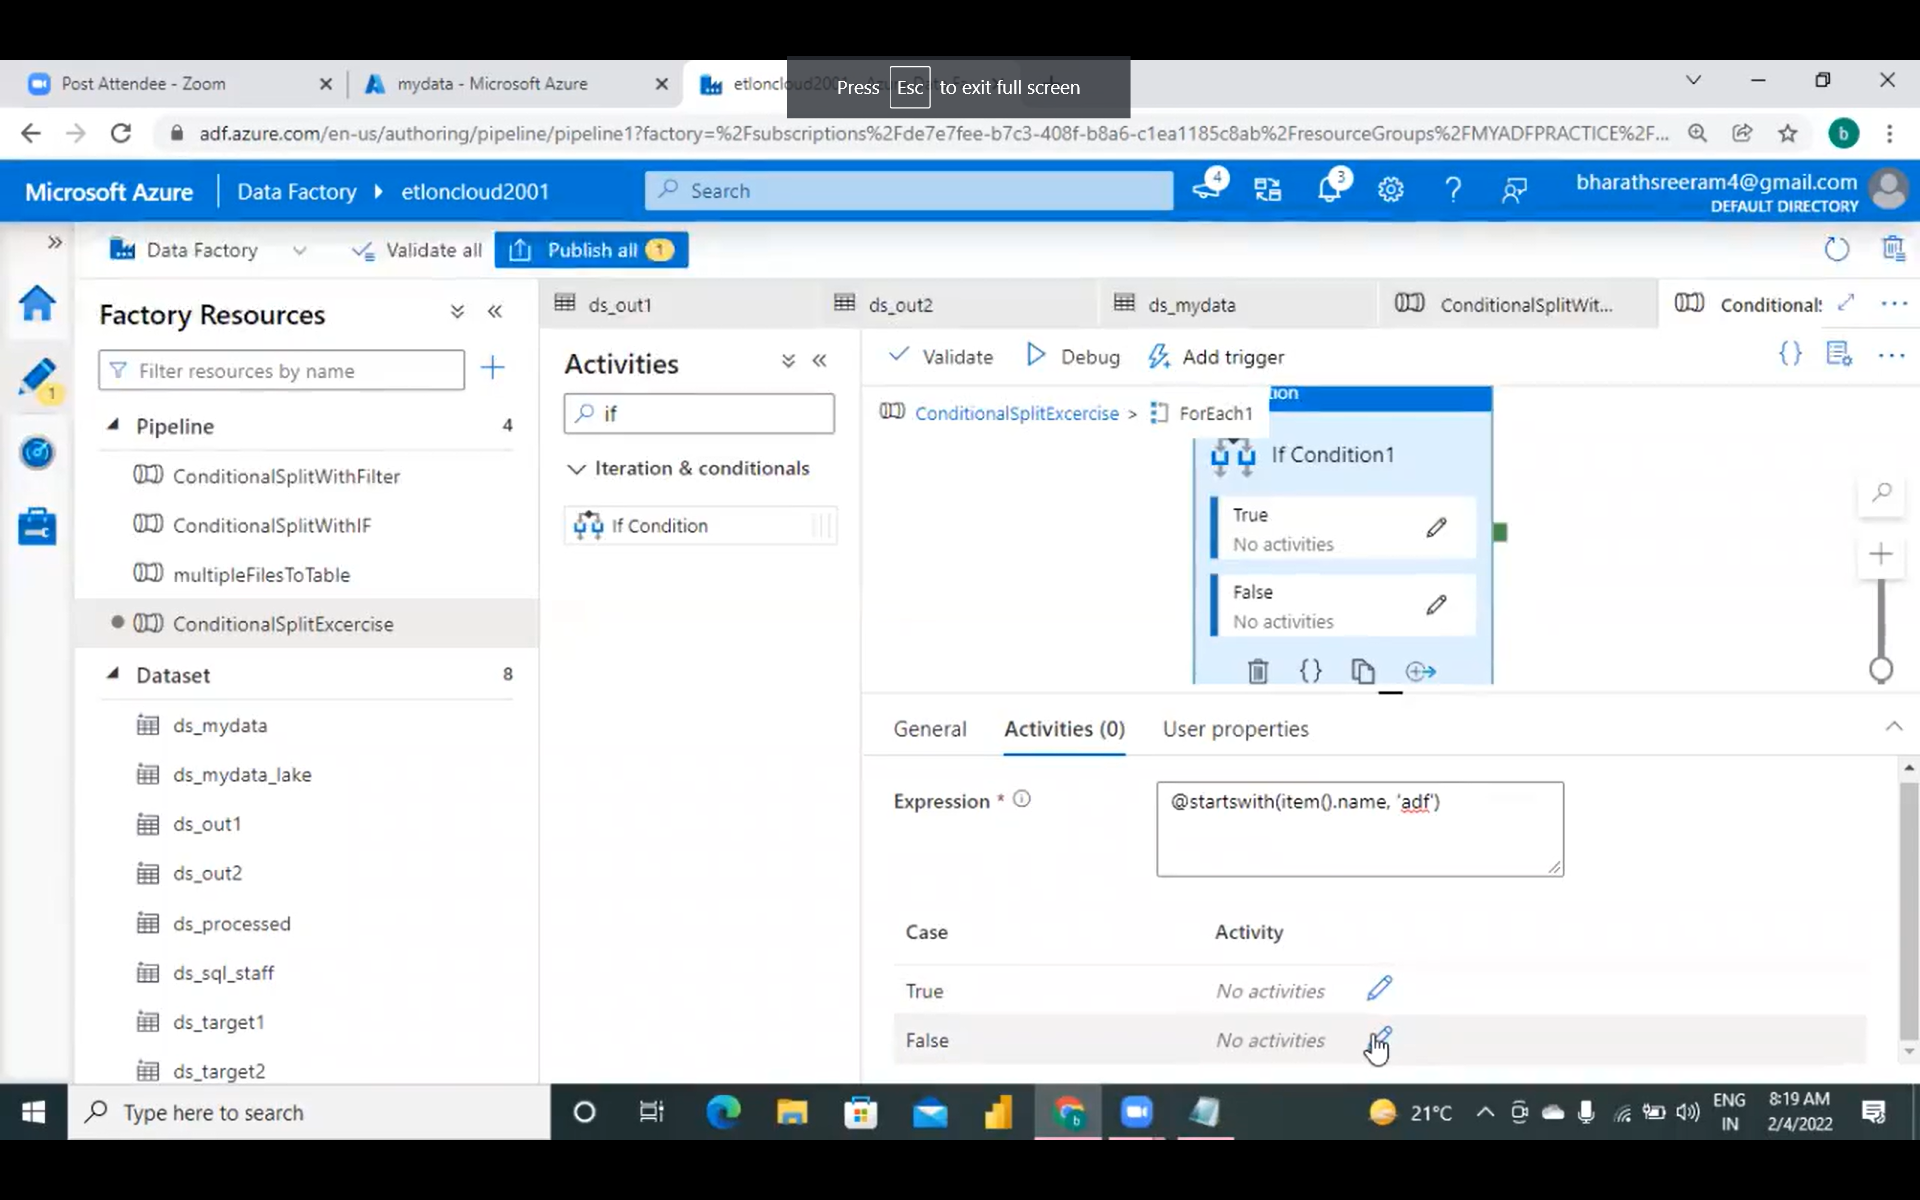 Post Attendee - Zoom
mydata - Microsoft Azure
etloncloud2001
Press Esc to exit full screen
adf.azure.com/en-us/authoring/pipeline/pipeline1?factory=%2Fsubscriptions%2Fde7e7fee-b7c3-408f-b8a6-c1ea1185c8ab%2FresourceGroups%2FMYADFPRACTICE%2F...
b
Microsoft Azure
Data Factory
etloncloud2001
Search
4
3
bharathsreeram4@gmail.com
DEFAULT DIRECTORY
Data Factory
Validate all
Publish all 1
Factory Resources
Filter resources by name
1
Pipeline 4
ConditionalSplitWithFilter
ConditionalSplitWithIF
multipleFilesToTable
ConditionalSplitExcercise
Dataset 8
ds_mydata
ds_mydata_lake
ds_out1
ds_out2
ds_processed
ds_sql_staff
ds_target1
ds_target2
ds_out1
ds_out2
ds_mydata
ConditionalSplitWit...
Conditional
Activities
if
Iteration & conditionals
If Condition
Validate
Debug
Add trigger
ConditionalSplitExcercise > ForEach1
If Condition1
True
No activities
False
No activities
General
Activities (0)
User properties
Expression *
@startswith(item().name, 'adf')
Case Activity
True No activities
False No activities
Type here to search
21°C
ENG
IN
8:19 AM
2/4/2022